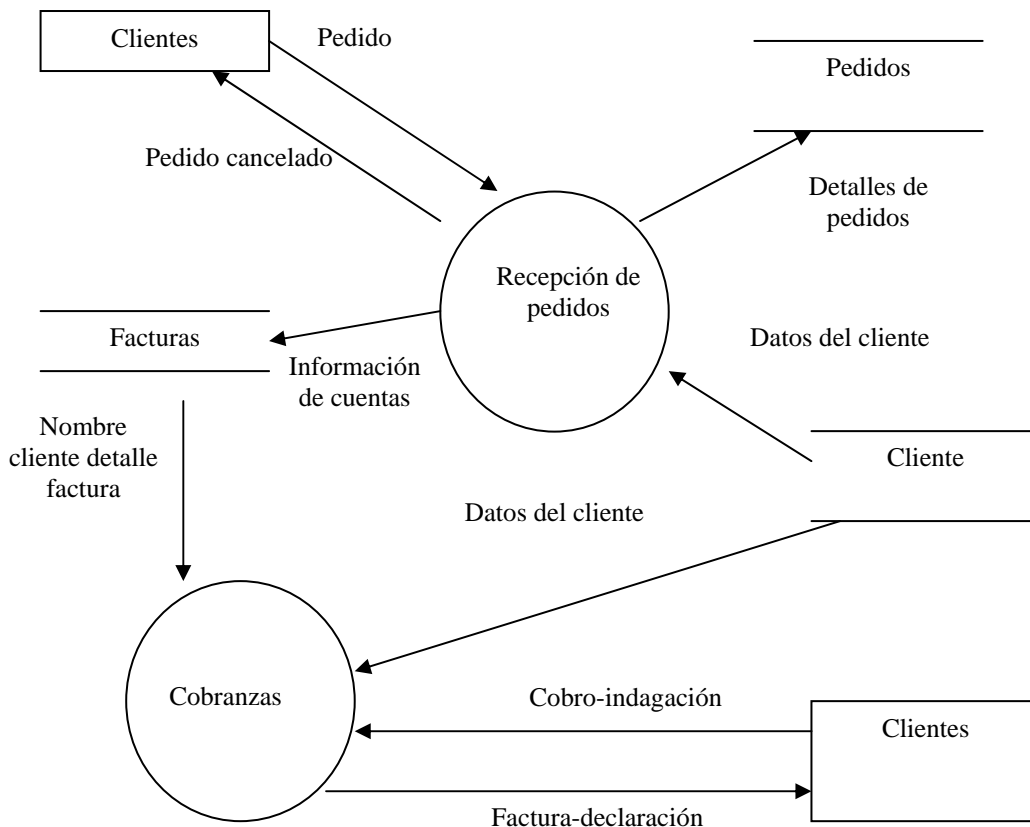 Clientes
Pedido
Pedidos
Pedido cancelado
Detalles de
pedidos
Recepción de
pedidos
Facturas
Información
de cuentas
Datos del cliente
Nombre
cliente detalle
factura
Cliente
Datos del cliente
Cobranzas
Cobro-indagación
Clientes
Factura-declaración